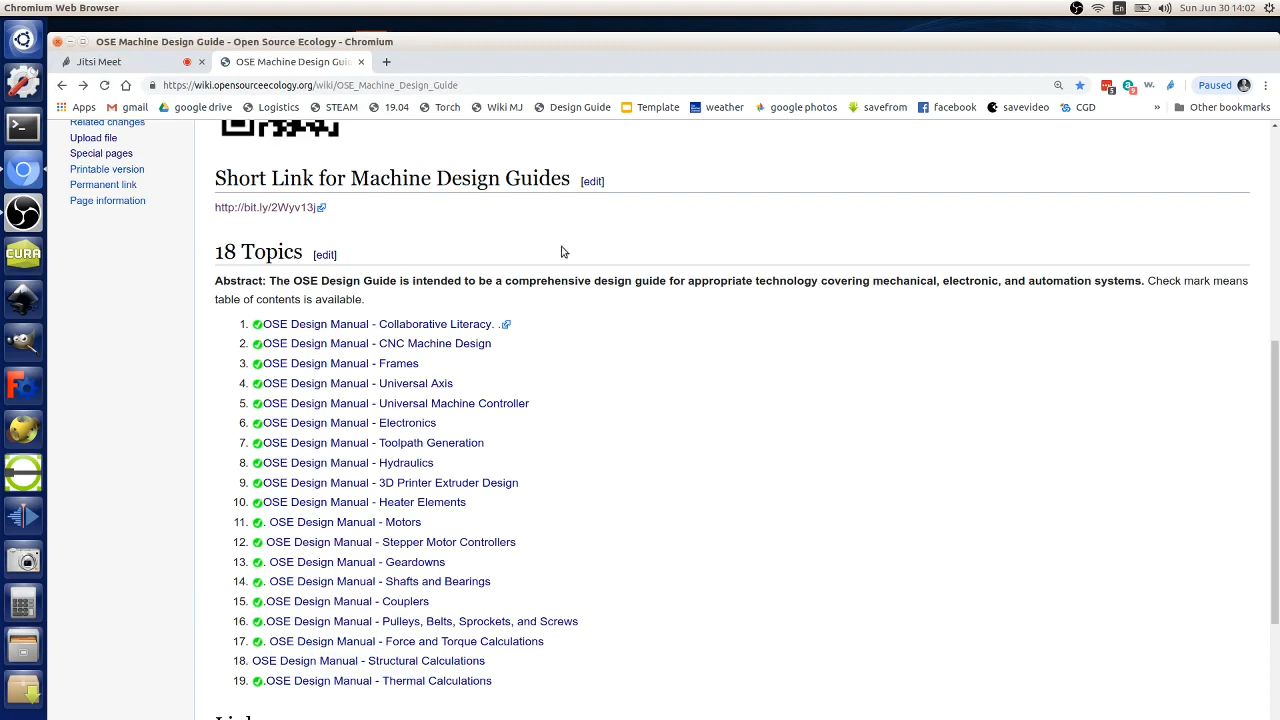 Chromium Web Browser
En
Sun Jun 30 14:02
OSE Machine Design Guide - Open Source Ecology - Chromium
Jitsi Meet
OSE Machine Design Gui
https://wiki.opensourceecology.org/wiki/OSE_Machine_Design_Guide
Paused
Apps
gmail
google drive
Logistics
STEAM
19.04
Torch
Wiki MJ
Design Guide
Template
weather
google photos
savefrom
facebook
savevideo
CGD
»
Other bookmarks
Related changes
Upload file
Special pages
Printable version
Permanent link
Page information
CURA
Short Link for Machine Design Guides [edit]
http://bit.ly/2Wyv13j
18 Topics [edit]
Abstract: The OSE Design Guide is intended to be a comprehensive design guide for appropriate technology covering mechanical, electronic, and automation systems. Check mark means
table of contents is available.
1. OSE Design Manual - Collaborative Literacy. .
2. OSE Design Manual - CNC Machine Design
3. OSE Design Manual - Frames
4. OSE Design Manual - Universal Axis
5. OSE Design Manual - Universal Machine Controller
6. OSE Design Manual - Electronics
7. OSE Design Manual - Toolpath Generation
8. OSE Design Manual - Hydraulics
9. OSE Design Manual - 3D Printer Extruder Design
10. OSE Design Manual - Heater Elements
11. . OSE Design Manual - Motors
12. OSE Design Manual - Stepper Motor Controllers
13. . OSE Design Manual - Geardowns
14. . OSE Design Manual - Shafts and Bearings
15. .OSE Design Manual - Couplers
16. .OSE Design Manual - Pulleys, Belts, Sprockets, and Screws
17. . OSE Design Manual - Force and Torque Calculations
18. OSE Design Manual - Structural Calculations
19. .OSE Design Manual - Thermal Calculations